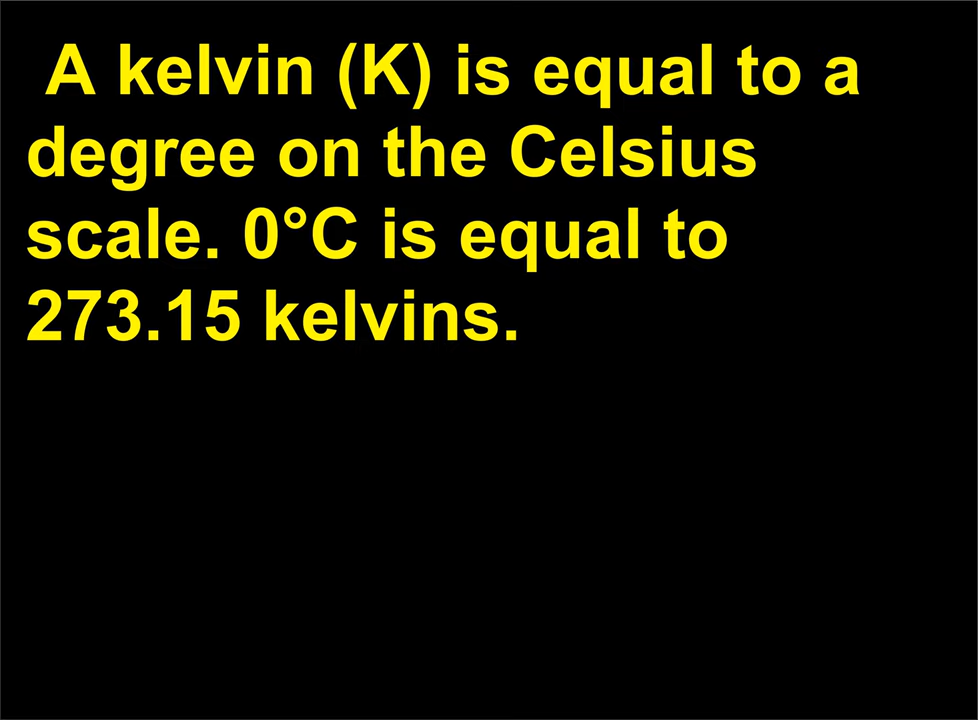 A kelvin (K) is equal to a
degree on the Celsius
scale. 0°C is equal to
273.15 kelvins.